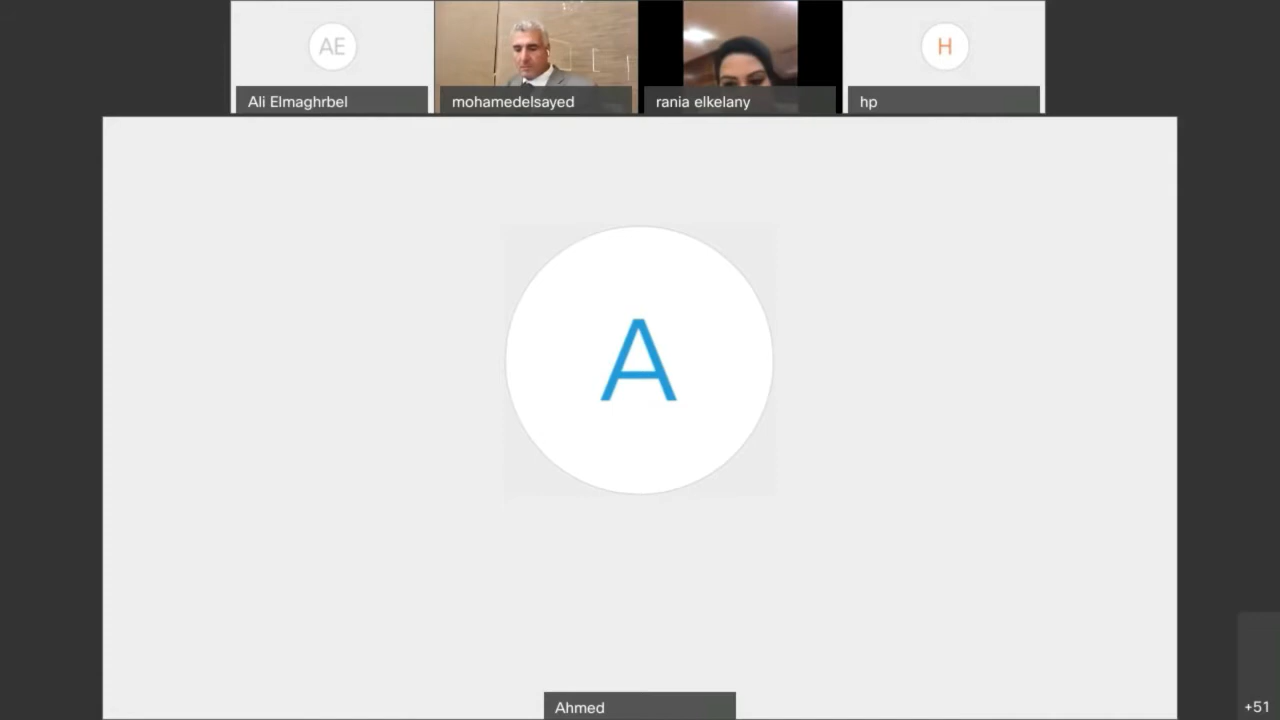 AE
H
Ali Elmaghrbel
mohamedelsayed
rania elkelany
hp
A
Ahmed
+51